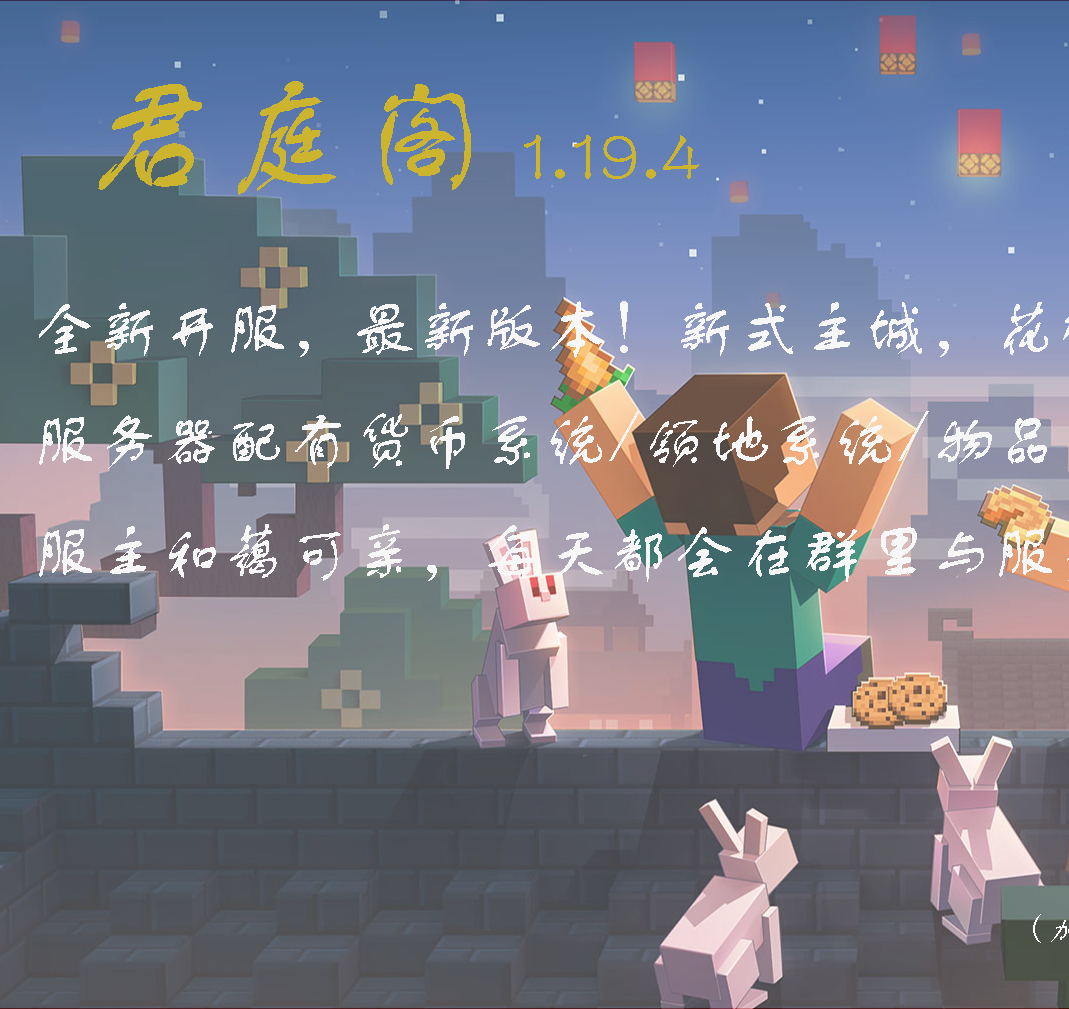 君庭阁 1.19.4
全新开服，最新版本！新式主城，花
服务器配有货币系统/领地系统/物品
服主和蔼可亲，每天都会在群里与服
（加